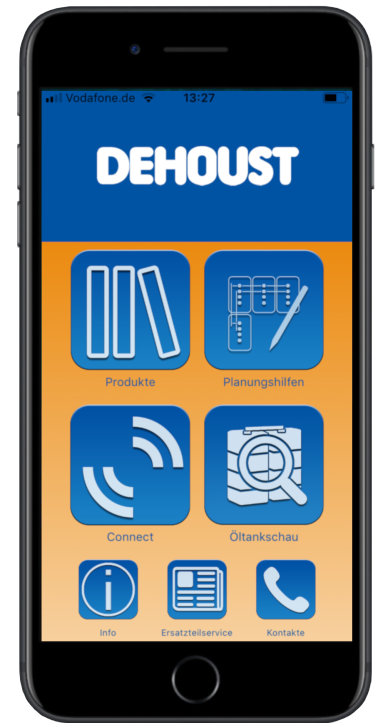 Vodafone.de 13:27
DEHOUST
Produkte Planungshilfen
Connect Öltankschau
Info Ersatzteilservice Kontakte